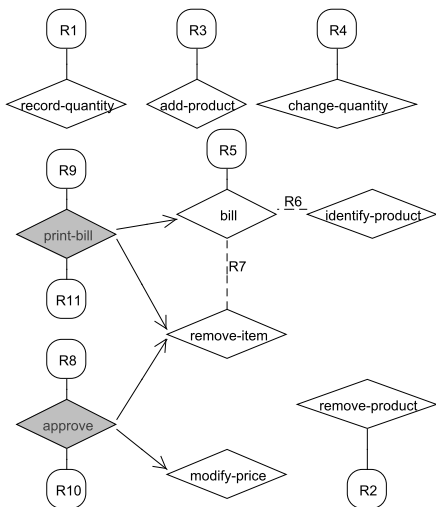 R1
R3
R4
record-quantity
add-product
change-quantity
R5
R9
R6
bill
identify-product
print-bill
R7
R11
remove-item
R8
remove-product
approve
modify-price
R10
R2